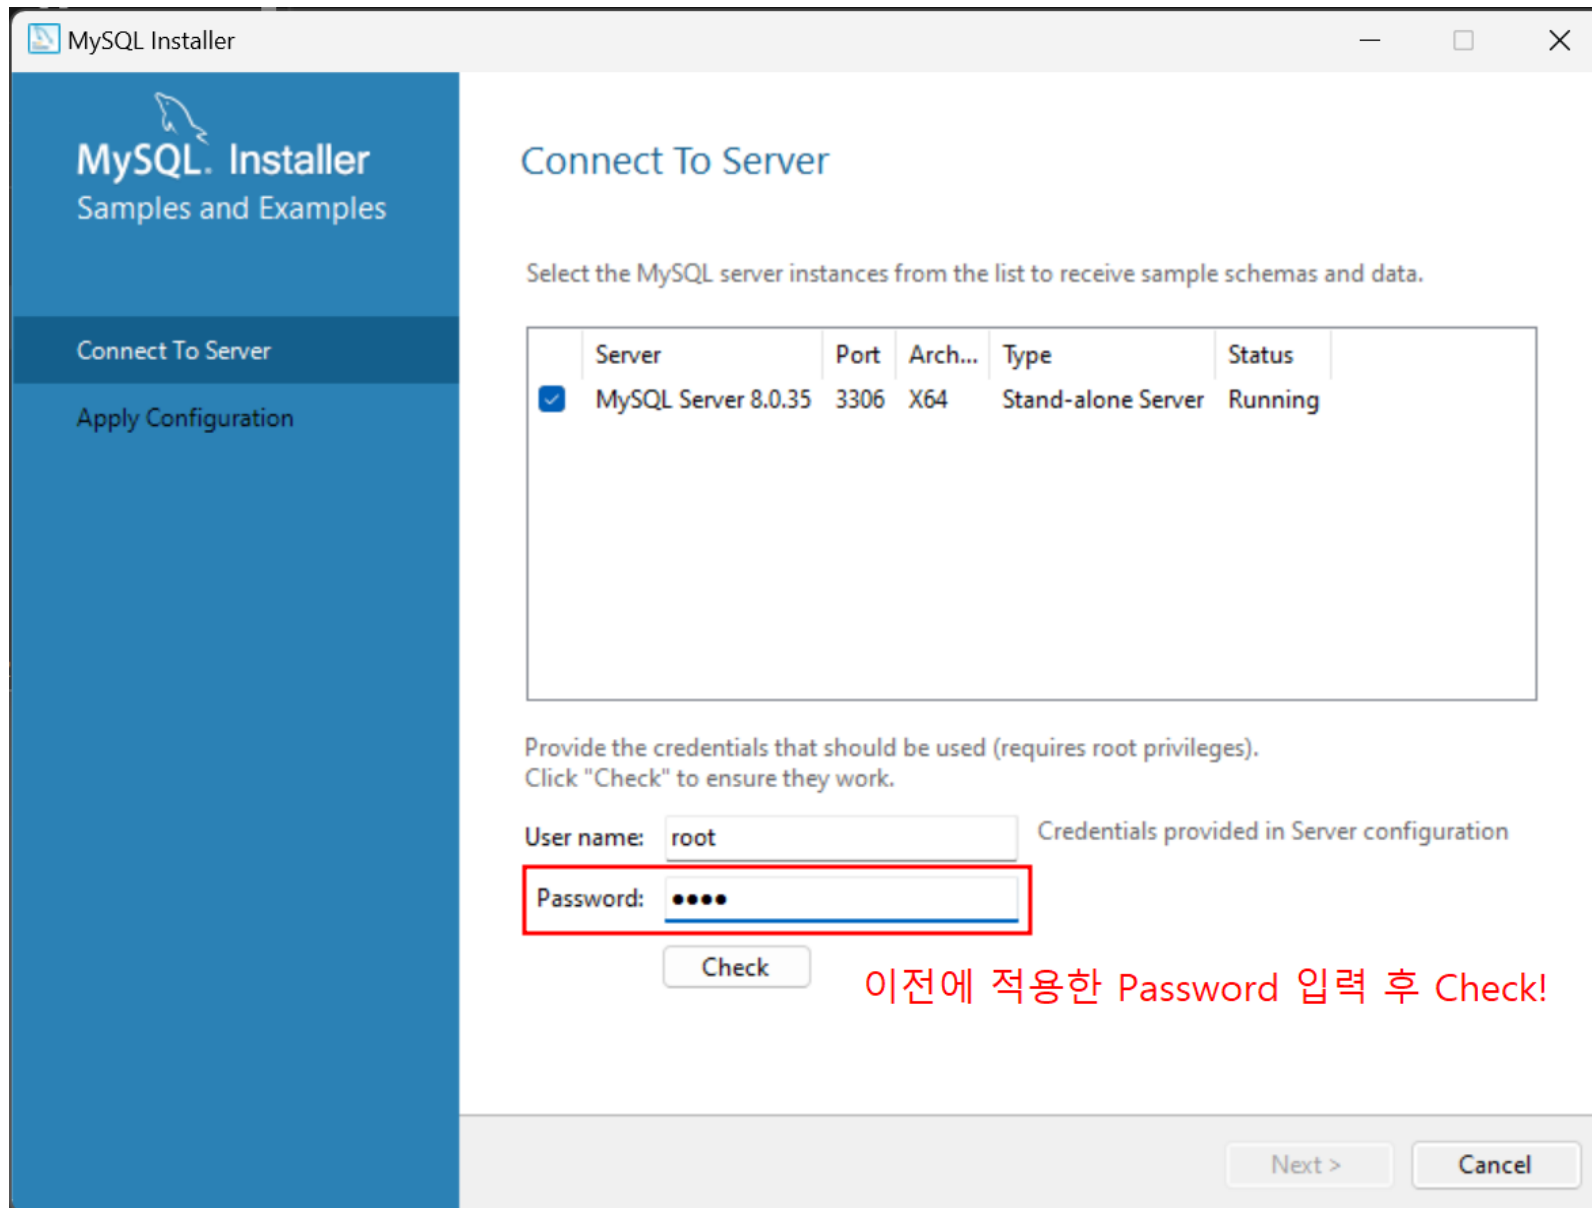 MySQL Installer
MySQL. Installer
Samples and Examples
Connect To Server
Apply Configuration
Connect To Server
Select the MySQL server instances from the list to receive sample schemas and data.
Server Port Arch... Type Status
MySQL Server 8.0.35 3306 X64 Stand-alone Server Running
Provide the credentials that should be used (requires root privileges).
Click "Check" to ensure they work.
User name: root Credentials provided in Server configuration
Password: ••••
Check
이전에 적용한 Password 입력 후 Check!
Next > Cancel